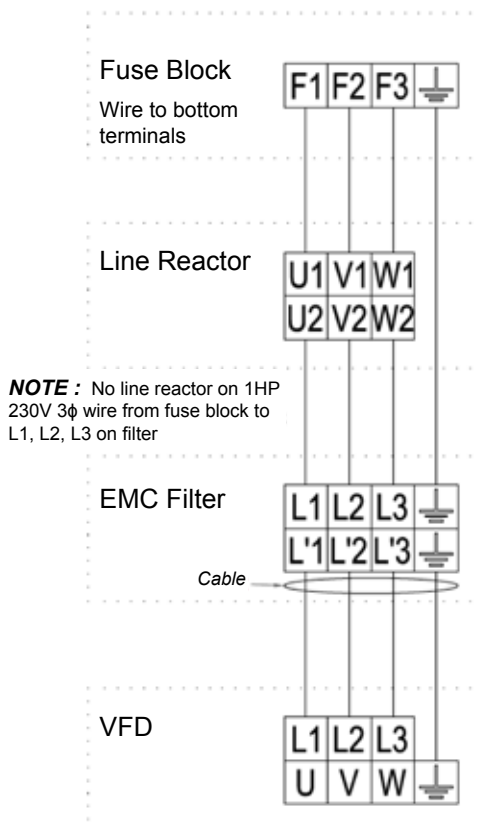 Fuse Block
Wire to bottom
terminals
F1 F2 F3
Line Reactor
U1 V1 W1
U2 V2 W2
NOTE : No line reactor on 1HP
230V 3ϕ wire from fuse block to
L1, L2, L3 on filter
EMC Filter
L1 L2 L3
L'1 L'2 L'3
Cable
VFD
L1 L2 L3
U V W